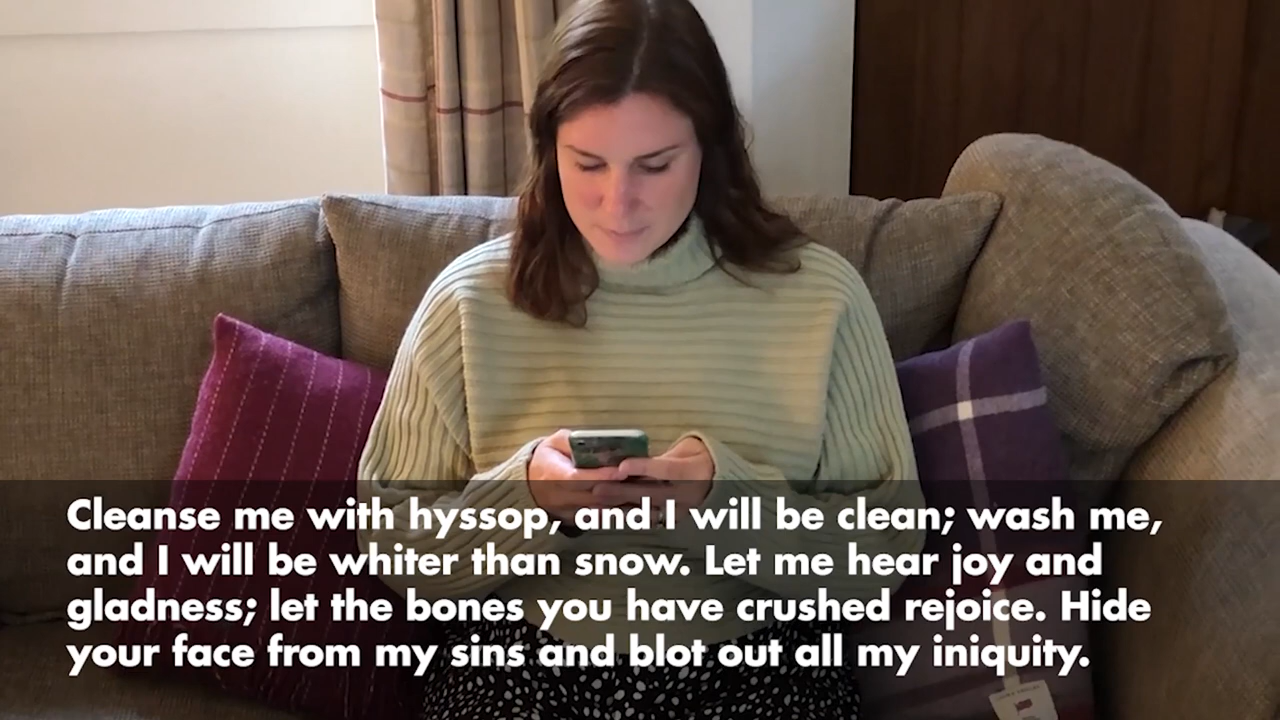 Cleanse me with hyssop, and I will be clean; wash me,
and I will be whiter than snow. Let me hear joy and
gladness; let the bones you have crushed rejoice. Hide
your face from my sins and blot out all my iniquity.